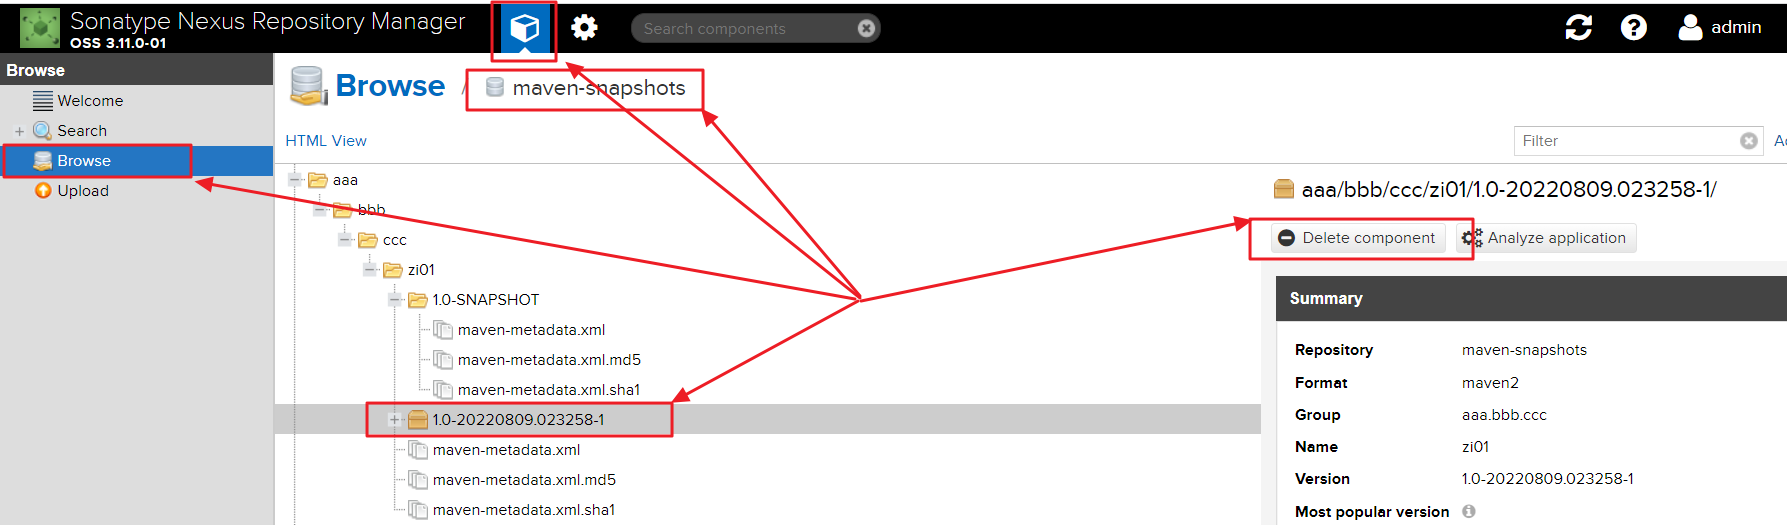 Sonatype Nexus Repository Manager
OSS 3.11.0-01
Search components
admin
Browse
Welcome
Search
Browse
Upload
Browse / maven-snapshots
HTML View
Filter
aaa
bbb
ccc
zi01
1.0-SNAPSHOT
maven-metadata.xml
maven-metadata.xml.md5
maven-metadata.xml.sha1
1.0-20220809.023258-1
maven-metadata.xml
maven-metadata.xml.md5
maven-metadata.xml.sha1
aaa/bbb/ccc/zi01/1.0-20220809.023258-1/
Delete component Analyze application
Summary
Repository maven-snapshots
Format maven2
Group aaa.bbb.ccc
Name zi01
Version 1.0-20220809.023258-1
Most popular version